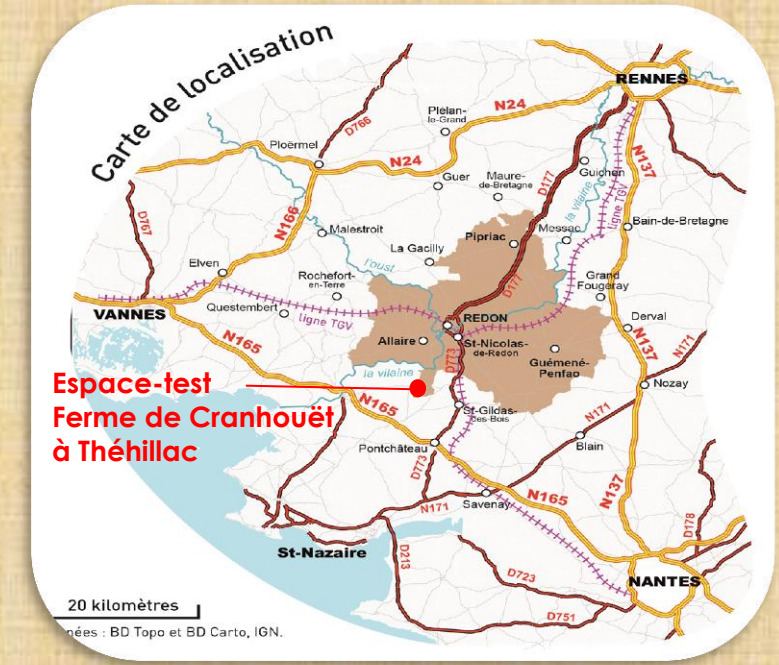 Carte de localisation
RENNES
Plélan-
le-Grand
N24
D766
Ploërmel
N24
Guer
Maure-
de-Bretagne
D177
Guichen
N137
la vilaine
ligne TGV
D767
N166
Malestroit
Pipriac
Messac
Bain-de-Bretagne
La Gacilly
l'oust
Elven
Rochefort-
en-Terre
D177
Grand
Fougeray
VANNES
Questembert
ligne TGV
REDON
Derval
N165
Allaire
St-Nicolas-
de-Redon
D773
Guémené-
Penfao
N137
N171
la vilaine
Nozay
Espace-test
Ferme de Cranhouët
à Théhillac
N165
St-Gildas-
des-Bois
N171
Pontchâteau
Blain
D773
N171
Savenay
N165
N137
D178
St-Nazaire
D213
D723
NANTES
D751
20 kilomètres
nées : BD Topo et BD Carto, IGN.